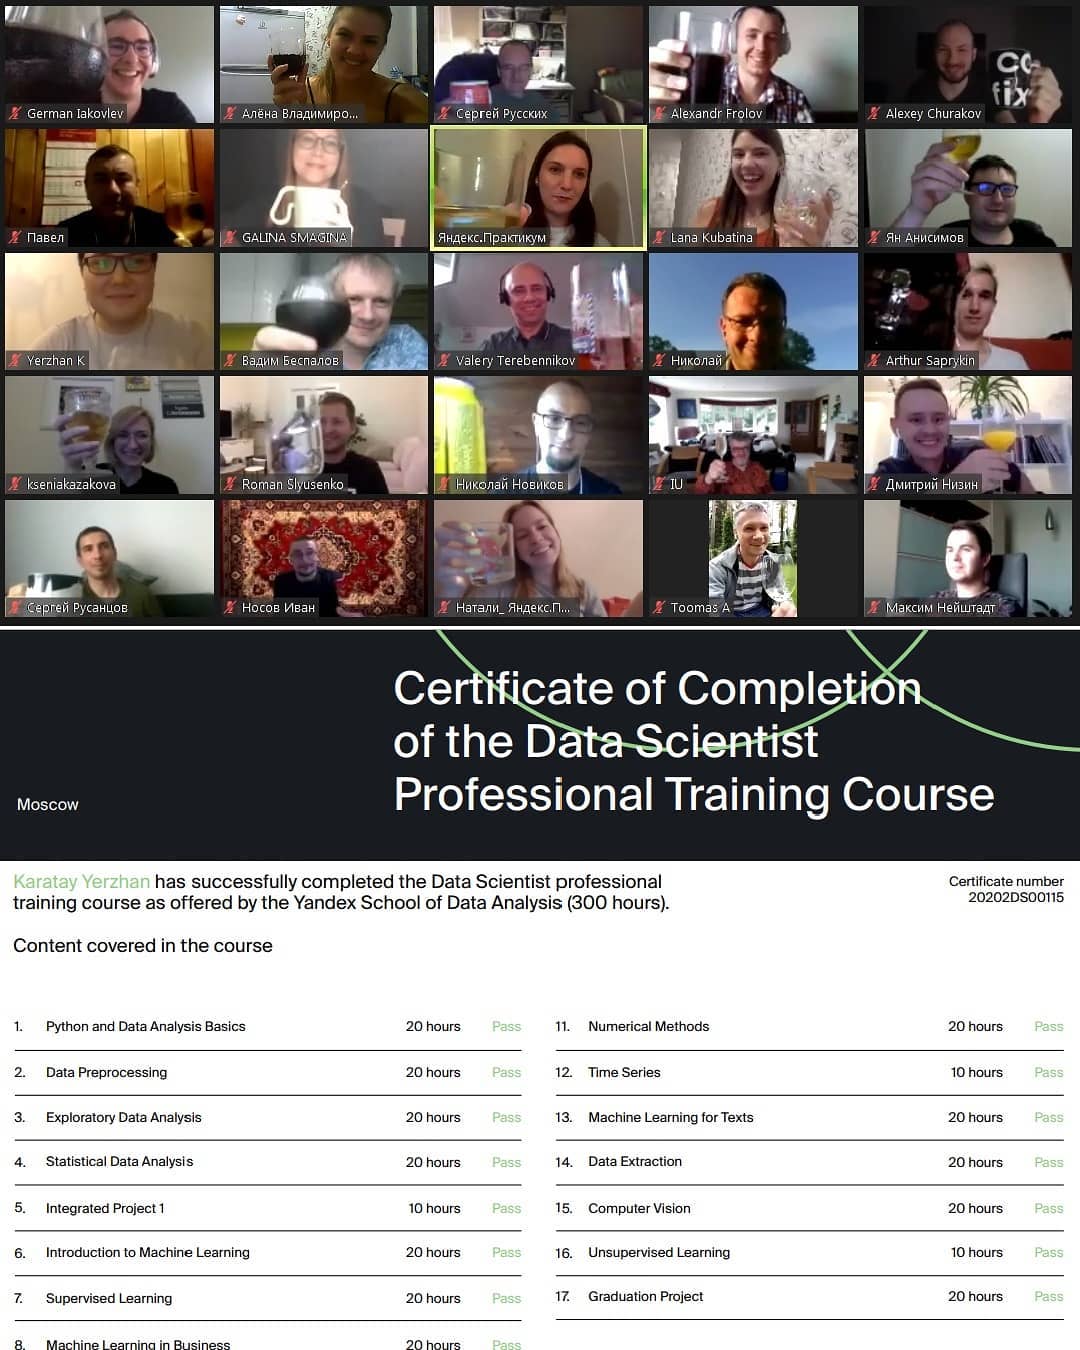 German Iakovlev
Алёна Владимиро...
Сергей Русских
Alexandr Frolov
co
fix
Alexey Churakov
Павел
GALINA SMAGINA
Яндекс.Практикум
Lana Kubatina
Ян Анисимов
Yerzhan K
Вадим Беспалов
Valery Terebennikov
Николай
Arthur Saprykin
kseniakazakova
Roman Slyusenko
Николай Новиков
IU
Дмитрий Низин
Сергей Русанцов
Носов Иван
Натали_ Яндекс.П...
Toomas A
Максим Нейштадт
Certificate of Completion
of the Data Scientist
Professional Training Course
Moscow
Karatay Yerzhan has successfully completed the Data Scientist professional
training course as offered by the Yandex School of Data Analysis (300 hours).
Certificate number
20202DS00115
Content covered in the course
1. Python and Data Analysis Basics 20 hours Pass
2. Data Preprocessing 20 hours Pass
3. Exploratory Data Analysis 20 hours Pass
4. Statistical Data Analysis 20 hours Pass
5. Integrated Project 1 10 hours Pass
6. Introduction to Machine Learning 20 hours Pass
7. Supervised Learning 20 hours Pass
8. Machine Learning in Business 20 hours Pass
11. Numerical Methods 20 hours Pass
12. Time Series 10 hours Pass
13. Machine Learning for Texts 20 hours Pass
14. Data Extraction 20 hours Pass
15. Computer Vision 20 hours Pass
16. Unsupervised Learning 10 hours Pass
17. Graduation Project 20 hours Pass